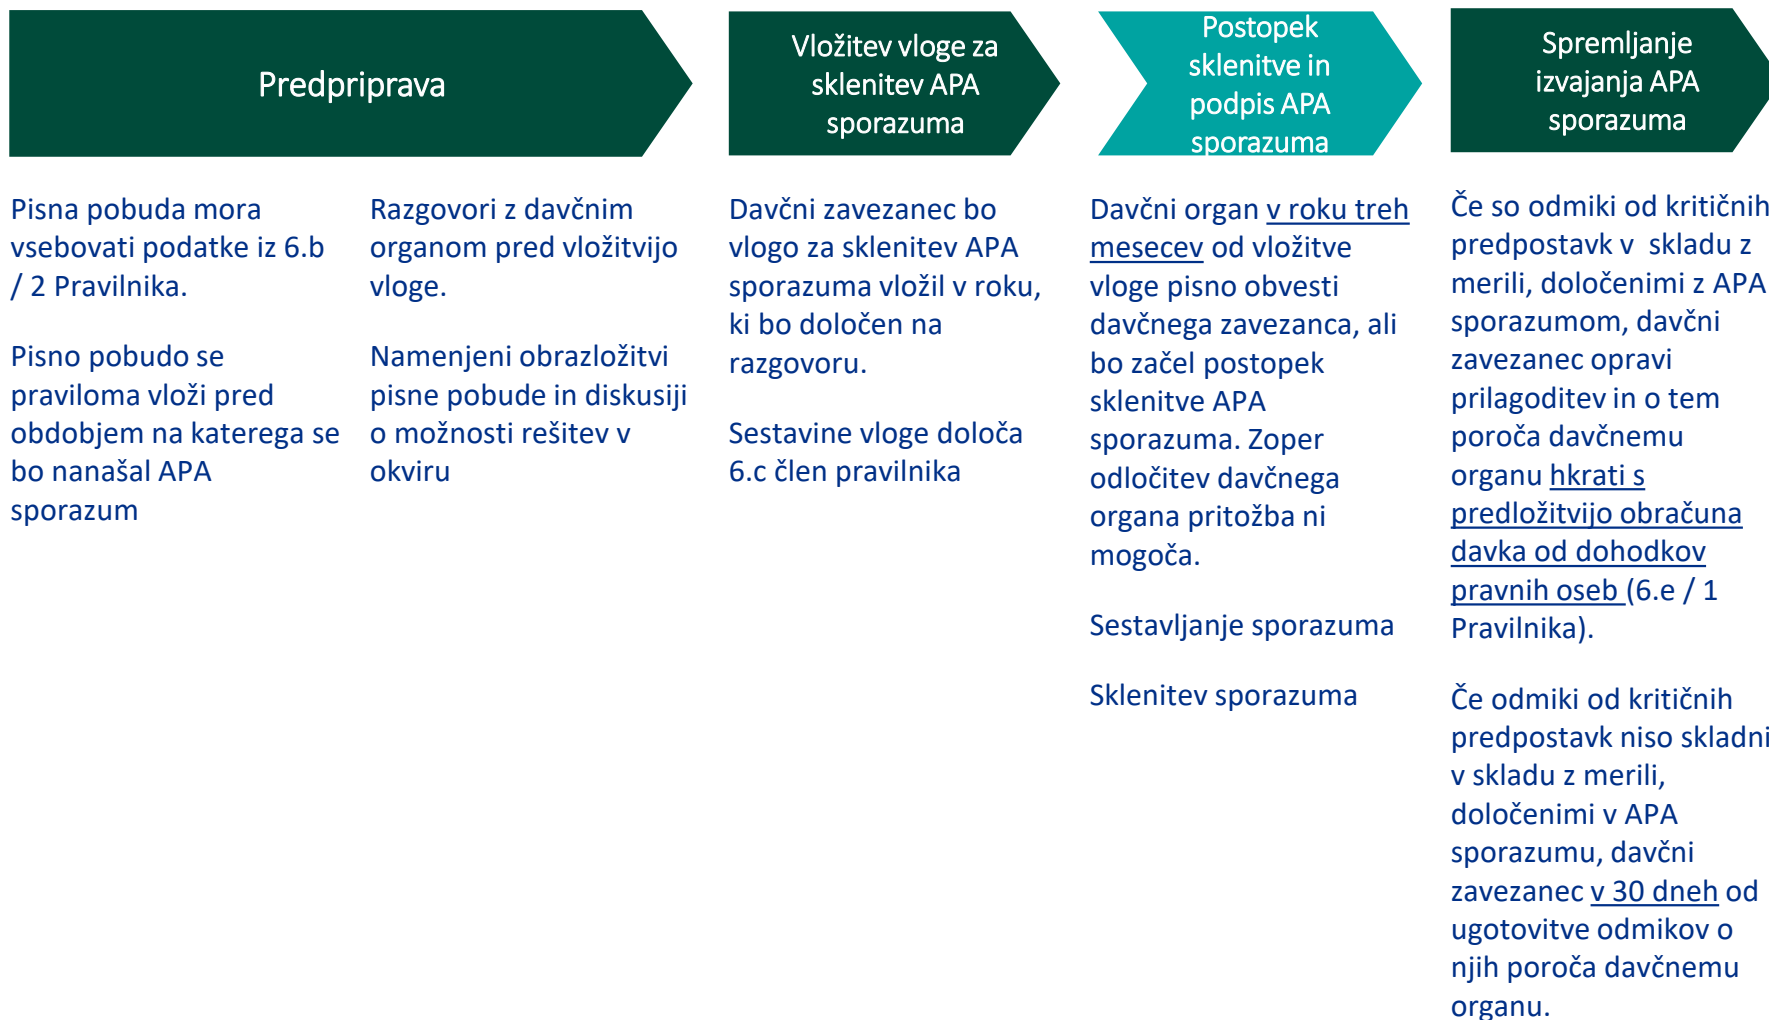 Predpriprava
Vložitev vloge za
sklenitev APA
sporazuma
Postopek
sklenitve in
podpis APA
sporazuma
Spremljanje
izvajanja APA
sporazuma
Pisna pobuda mora
vsebovati podatke iz 6.b
/ 2 Pravilnika.
Pisno pobudo se
praviloma vloži pred
obdobjem na katerega se
bo nanašal APA
sporazum
Razgovori z davčnim
organom pred vložitvijo
vloge.
Namenjeni obrazložitvi
pisne pobude in diskusiji
o možnosti rešitev v
okviru
Davčni zavezanec bo
vlogo za sklenitev APA
sporazuma vložil v roku,
ki bo določen na
razgovoru.
Sestavine vloge določa
6.c člen pravilnika
Davčni organ v roku treh
mesecev od vložitve
vloge pisno obvesti
davčnega zavezanca, ali
bo začel postopek
sklenitve APA
sporazuma. Zoper
odločitev davčnega
organa pritožba ni
mogoča.
Sestavljanje sporazuma
Sklenitev sporazuma
Če so odmiki od kritičnih
predpostavk v  skladu z
merili, določenimi z APA
sporazumom, davčni
zavezanec opravi
prilagoditev in o tem
poroča davčnemu
organu hkrati s
predložitvijo obračuna
davka od dohodkov
pravnih oseb (6.e / 1
Pravilnika).
Če odmiki od kritičnih
predpostavk niso skladni
v skladu z merili,
določenimi v APA
sporazumu, davčni
zavezanec v 30 dneh od
ugotovitve odmikov o
njih poroča davčnemu
organu.